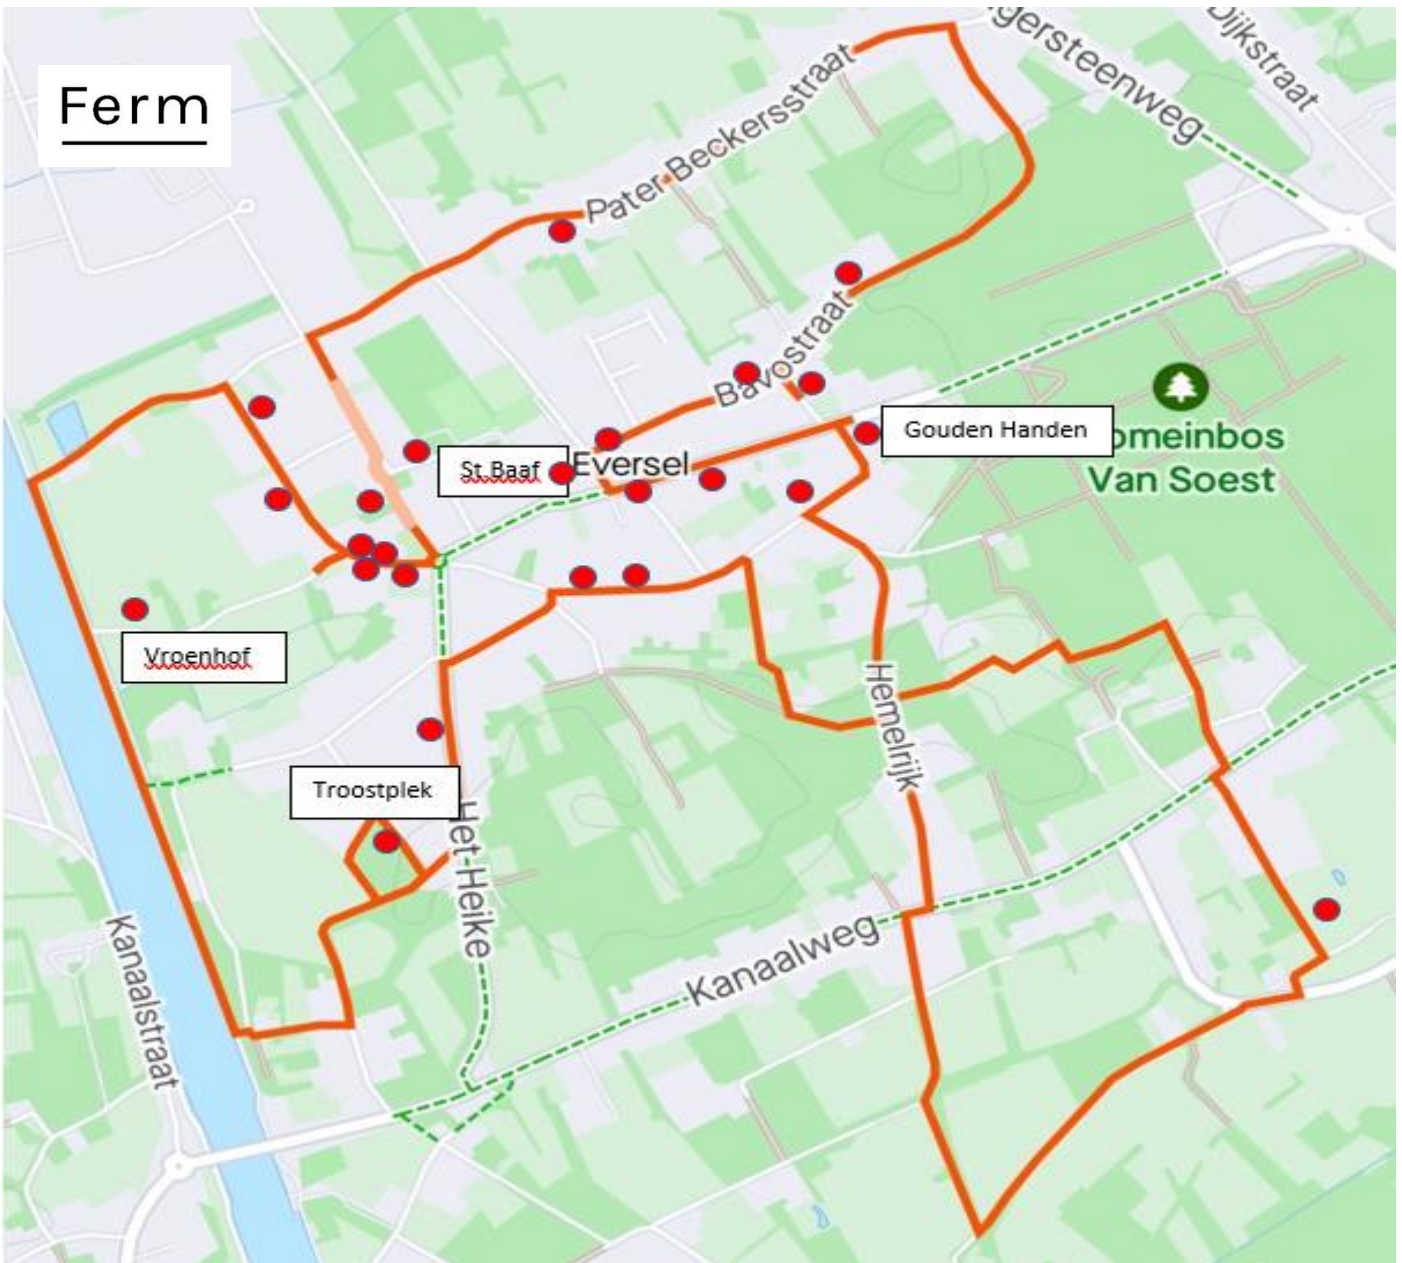 Ferm
gersteenweg
Dijkstraat
Pater Beckersstraat
Bavostraat
Gouden Handen
omeinbos
Van Soest
St Baaf
Eversel
Vroenhof
Hemelrijk
Troostplek
Het Heike
Kanaalweg
Kanaalstraat